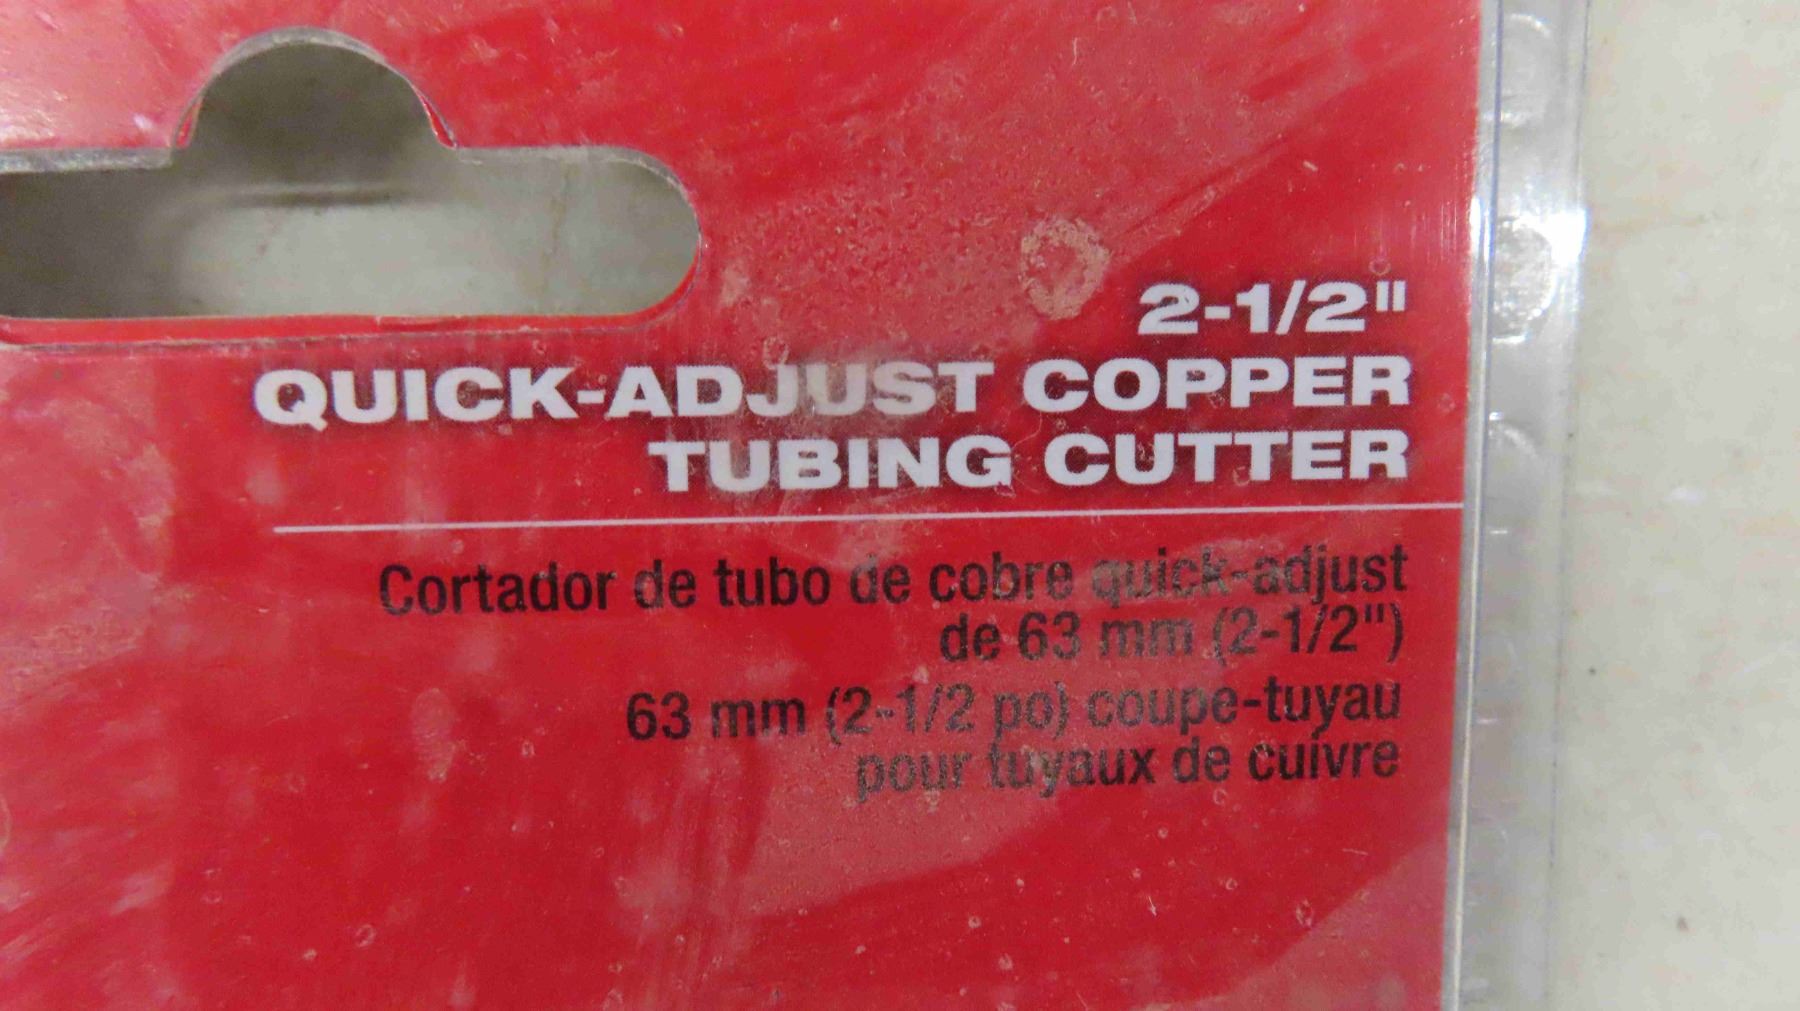 2-1/2"
QUICK-ADJUST COPPER
TUBING CUTTER
Cortador de tubo de cobre quick-adjust
de 63 mm (2-1/2")
63 mm (2-1/2 po) coupe-tuyau
pour tuyaux de cuivre